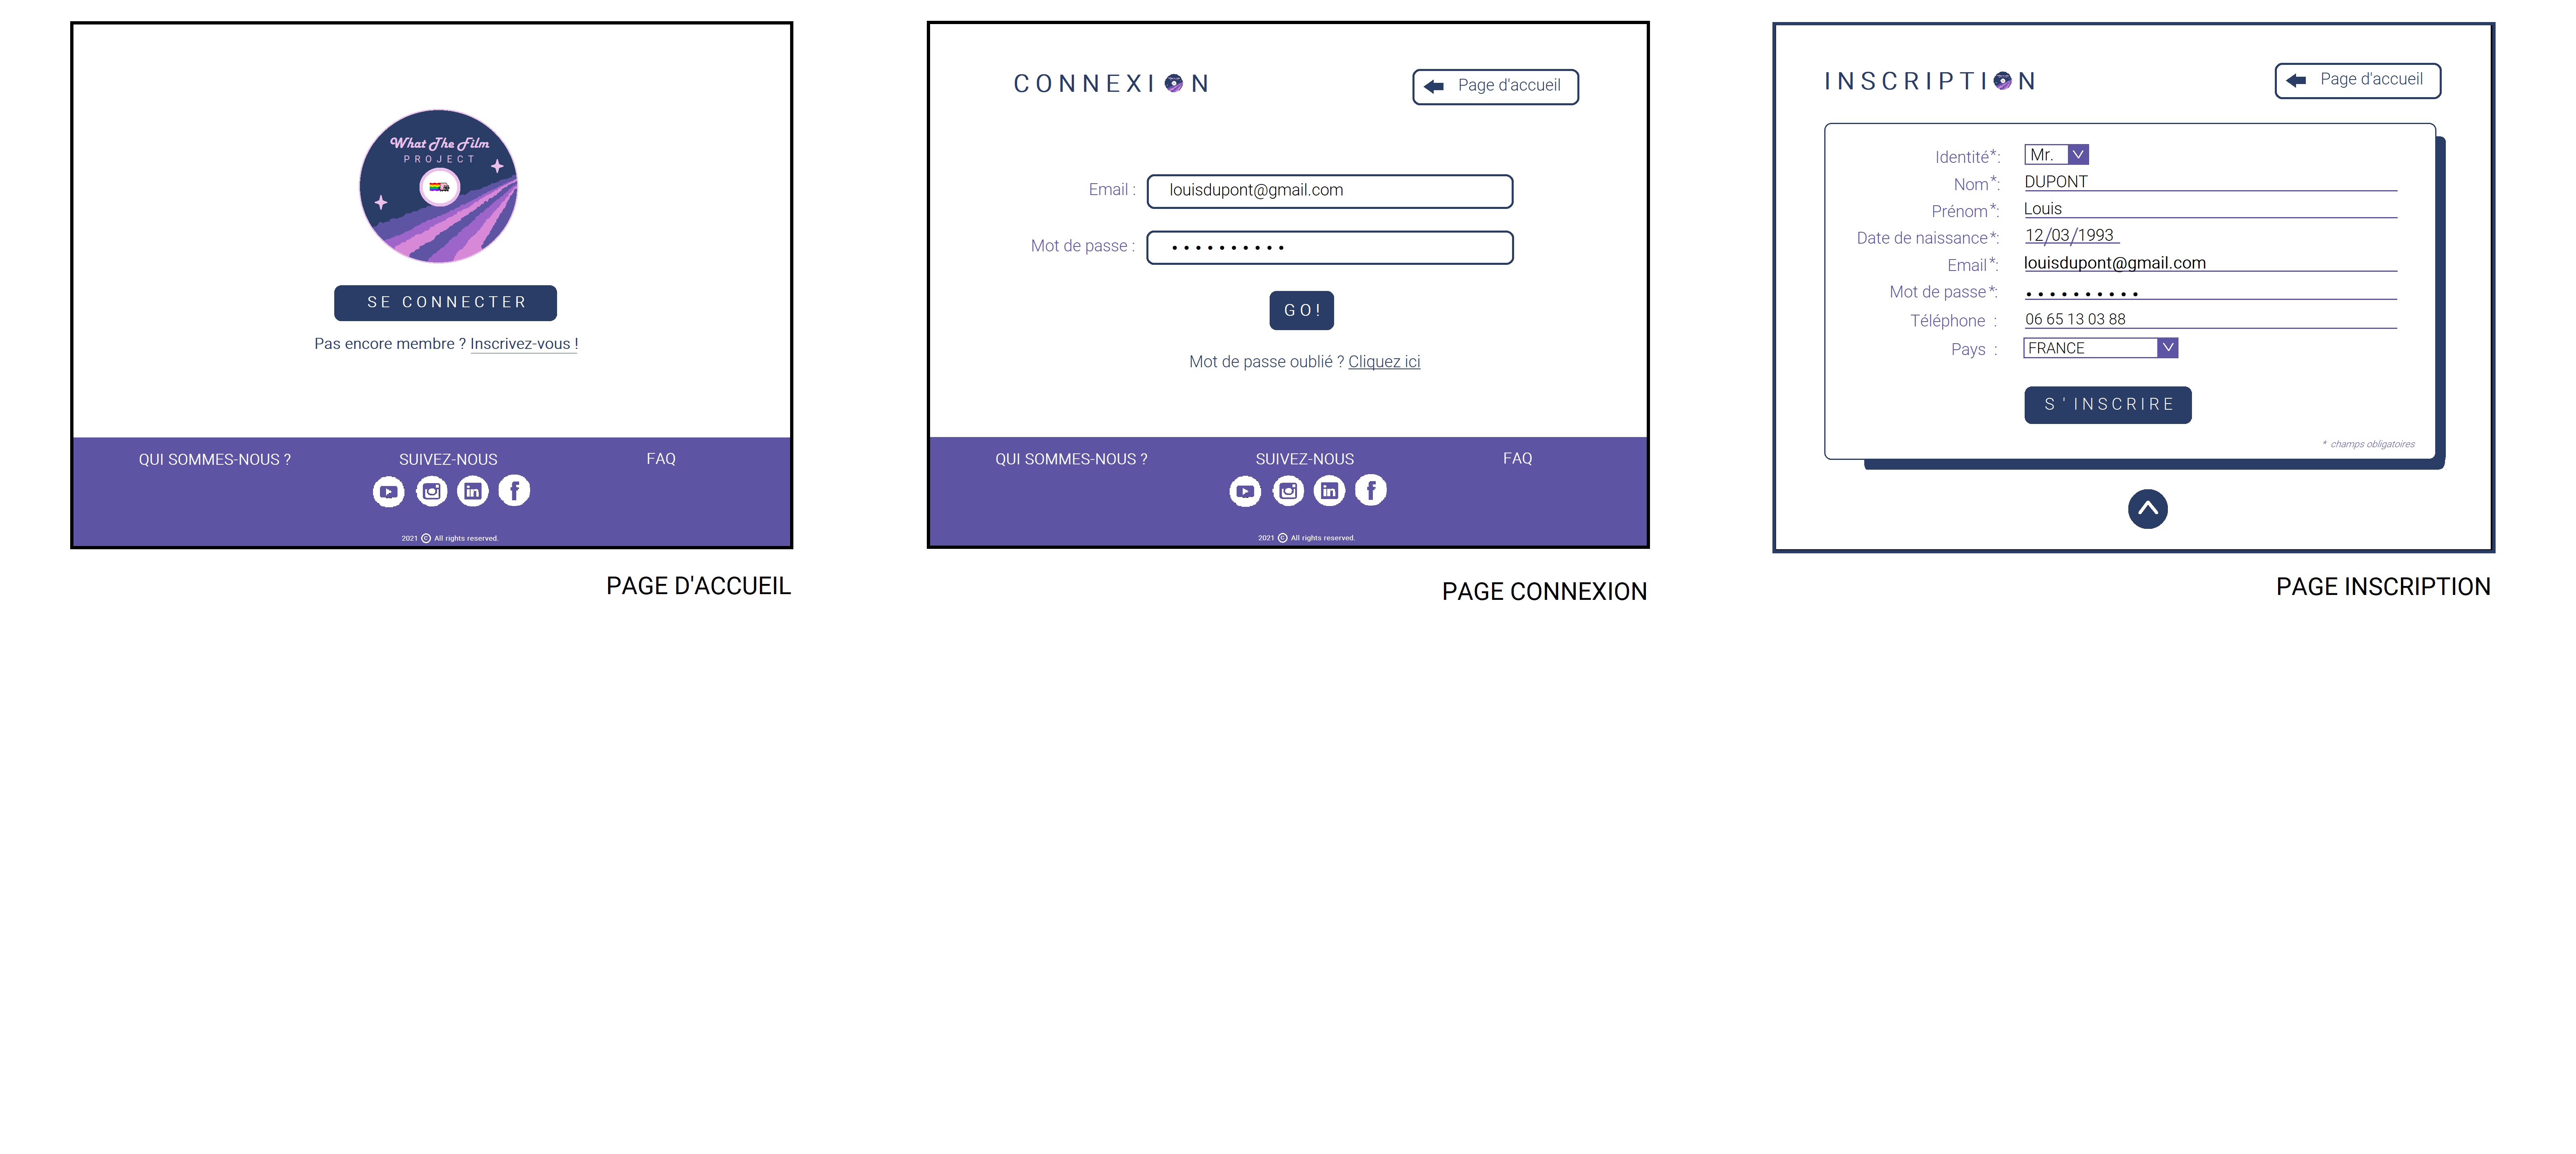 What The Film
PROJECT
SE CONNECTER
Pas encore membre ? Inscrivez-vous !
QUI SOMMES-NOUS ?
SUIVEZ-NOUS
FAQ
2021 © All rights reserved.
PAGE D'ACCUEIL
CONNEXION
Page d'accueil
Email : louisdupont@gmail.com
Mot de passe : ••••••••••
GO!
Mot de passe oublié ? Cliquez ici
QUI SOMMES-NOUS ?
SUIVEZ-NOUS
FAQ
2021 © All rights reserved.
PAGE CONNEXION
INSCRIPTION
Page d'accueil
Identité*: Mr.
Nom*: DUPONT
Prénom*: Louis
Date de naissance*: 12/03/1993
Email*: louisdupont@gmail.com
Mot de passe*: ••••••••••
Téléphone : 06 65 13 03 88
Pays : FRANCE
S'INSCRIRE
* champs obligatoires
PAGE INSCRIPTION